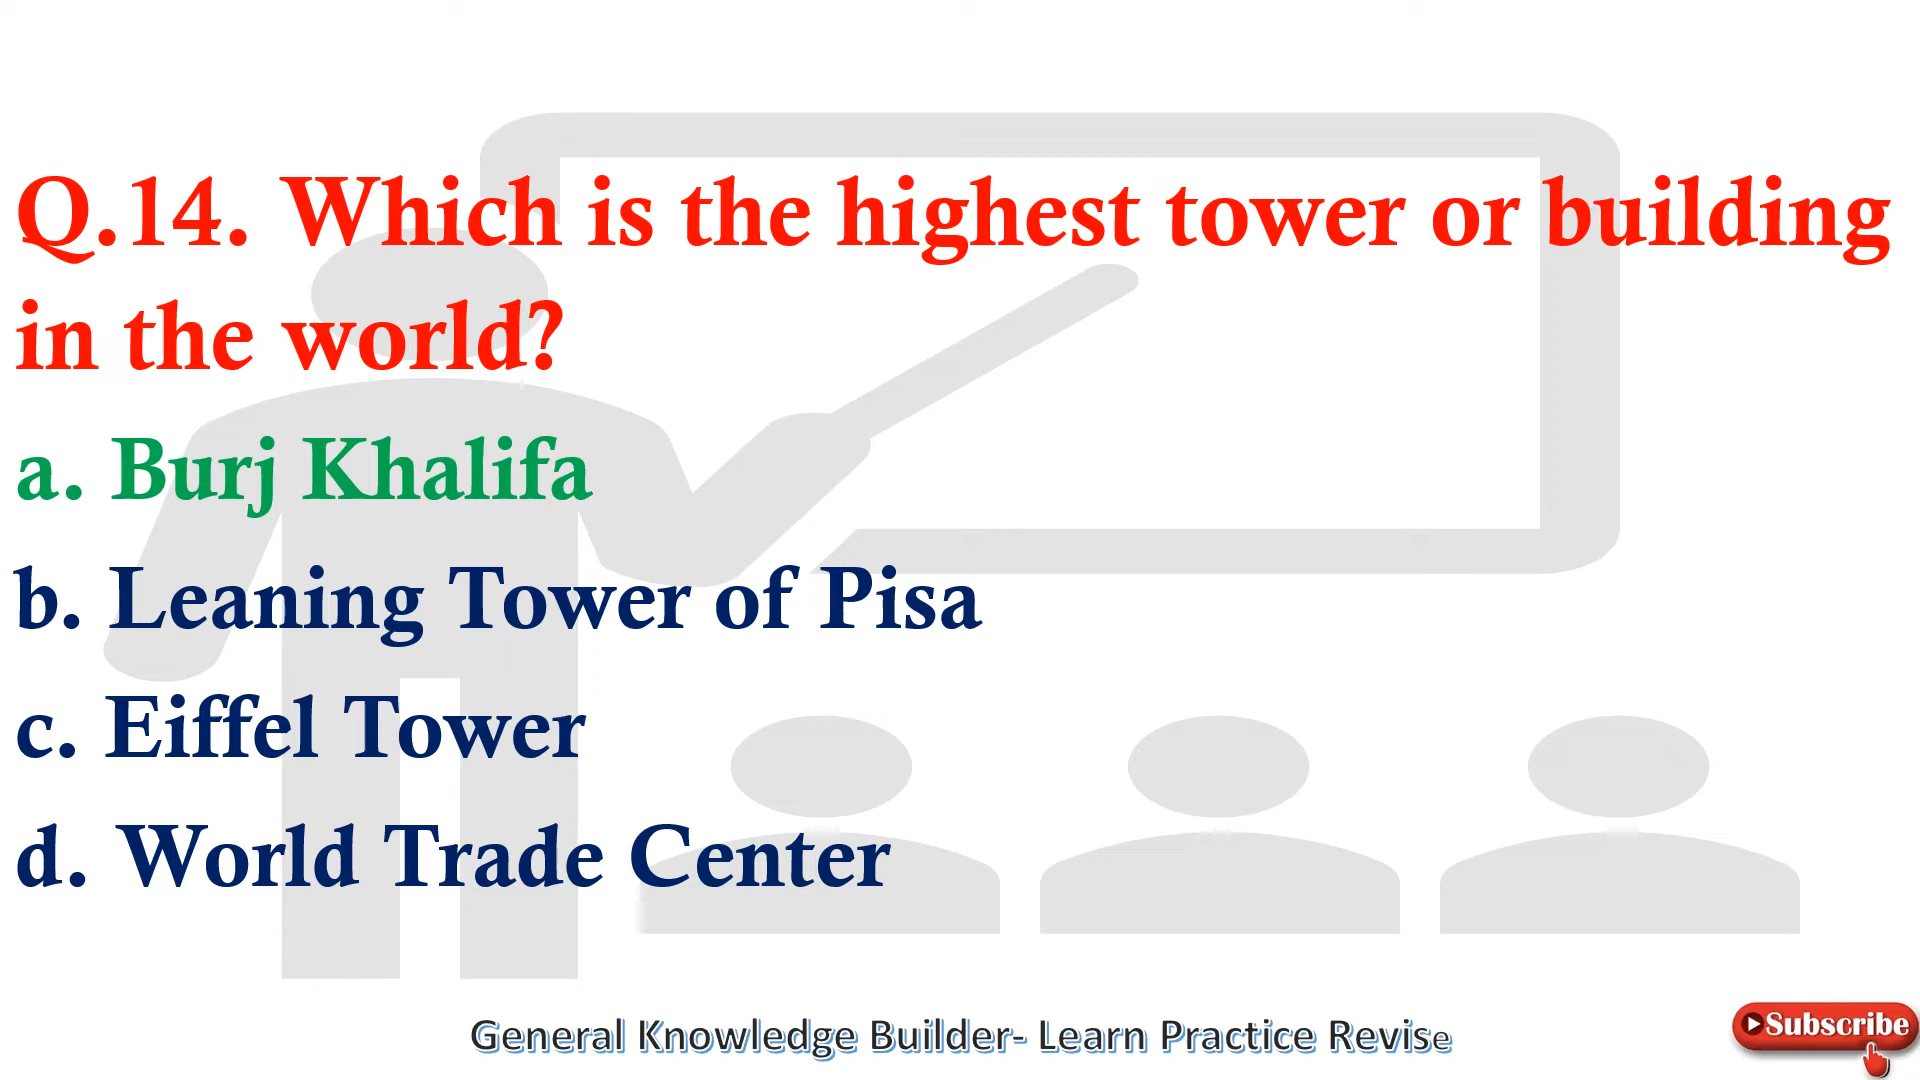 Q.14. Which is the highest tower or building
in the world?
a. Burj Khalifa
b. Leaning Tower of Pisa
c. Eiffel Tower
d. World Trade Center
General Knowledge Builder- Learn Practice Revise
Subscribe